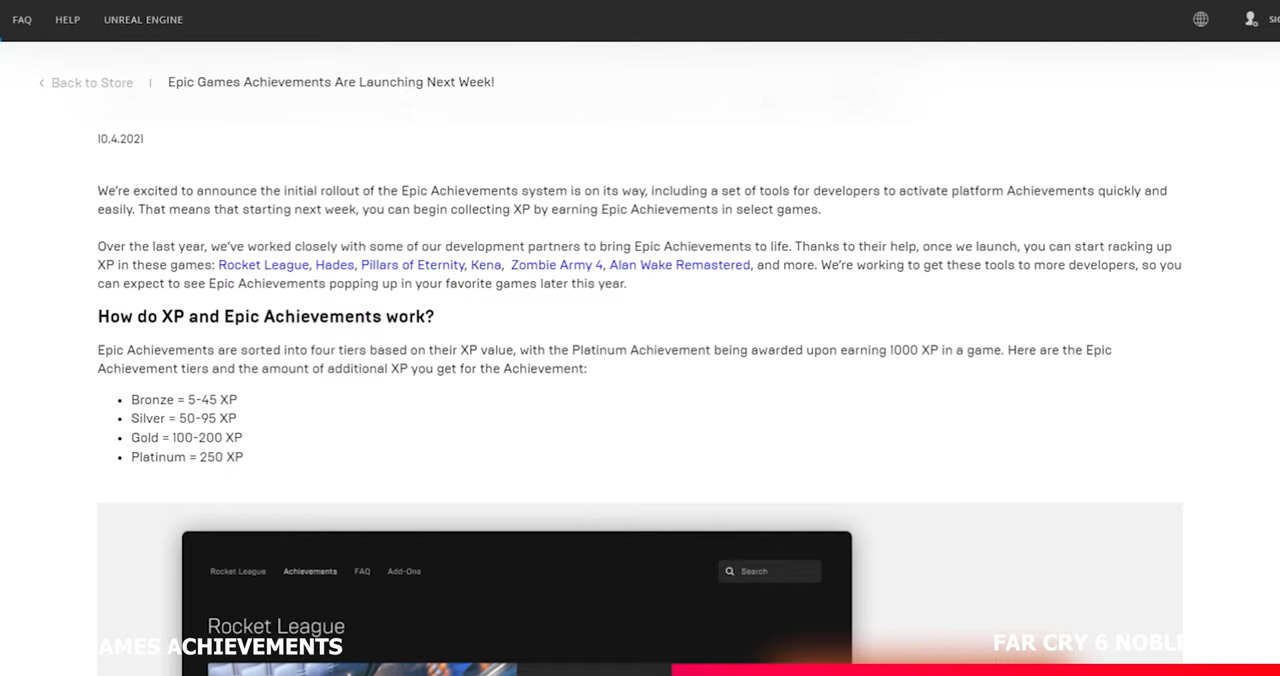 FAQ HELP UNREAL ENGINE
Back to Store | Epic Games Achievements Are Launching Next Week!
10.4.2021
We're excited to announce the initial rollout of the Epic Achievements system is on its way, including a set of tools for developers to activate platform Achievements quickly and
easily. That means that starting next week, you can begin collecting XP by earning Epic Achievements in select games.
Over the last year, we've worked closely with some of our development partners to bring Epic Achievements to life. Thanks to their help, once we launch, you can start racking up
XP in these games: Rocket League, Hades, Pillars of Eternity, Kena, Zombie Army 4, Alan Wake Remastered, and more. We're working to get these tools to more developers, so you
can expect to see Epic Achievements popping up in your favorite games later this year.
How do XP and Epic Achievements work?
Epic Achievements are sorted into four tiers based on their XP value, with the Platinum Achievement being awarded upon earning 1000 XP in a game. Here are the Epic
Achievement tiers and the amount of additional XP you get for the Achievement:
• Bronze = 5-45 XP
• Silver = 50-95 XP
• Gold = 100-200 XP
• Platinum = 250 XP
Rocket League Achievements FAQ Add-Ons Search
Rocket League
AMES ACHIEVEMENTS
FAR CRY 6 NOBLE